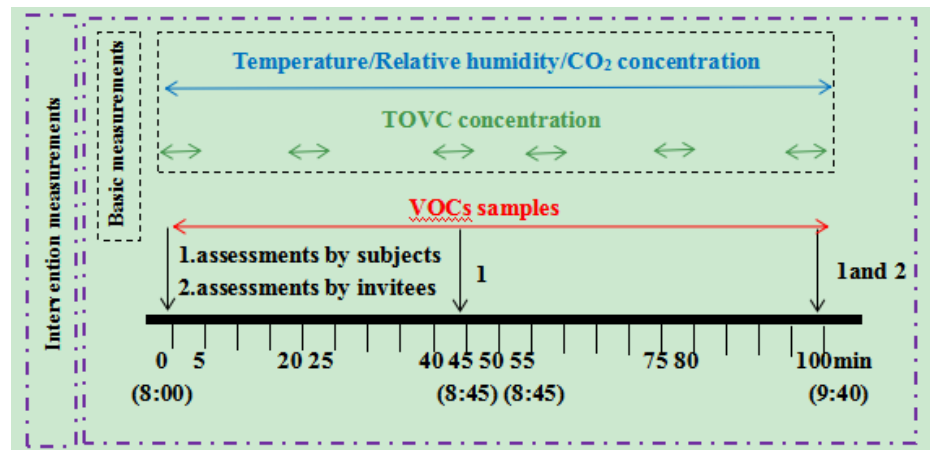 Intervention measurements
Basic measurements
Temperature/Relative humidity/CO₂ concentration
TOVC concentration
VOCs samples
1.assessments by subjects
2.assessments by invitees
1
1and 2
0 5 20 25 40 45 50 55 75 80 100min
(8:00) (8:45) (8:45) (9:40)